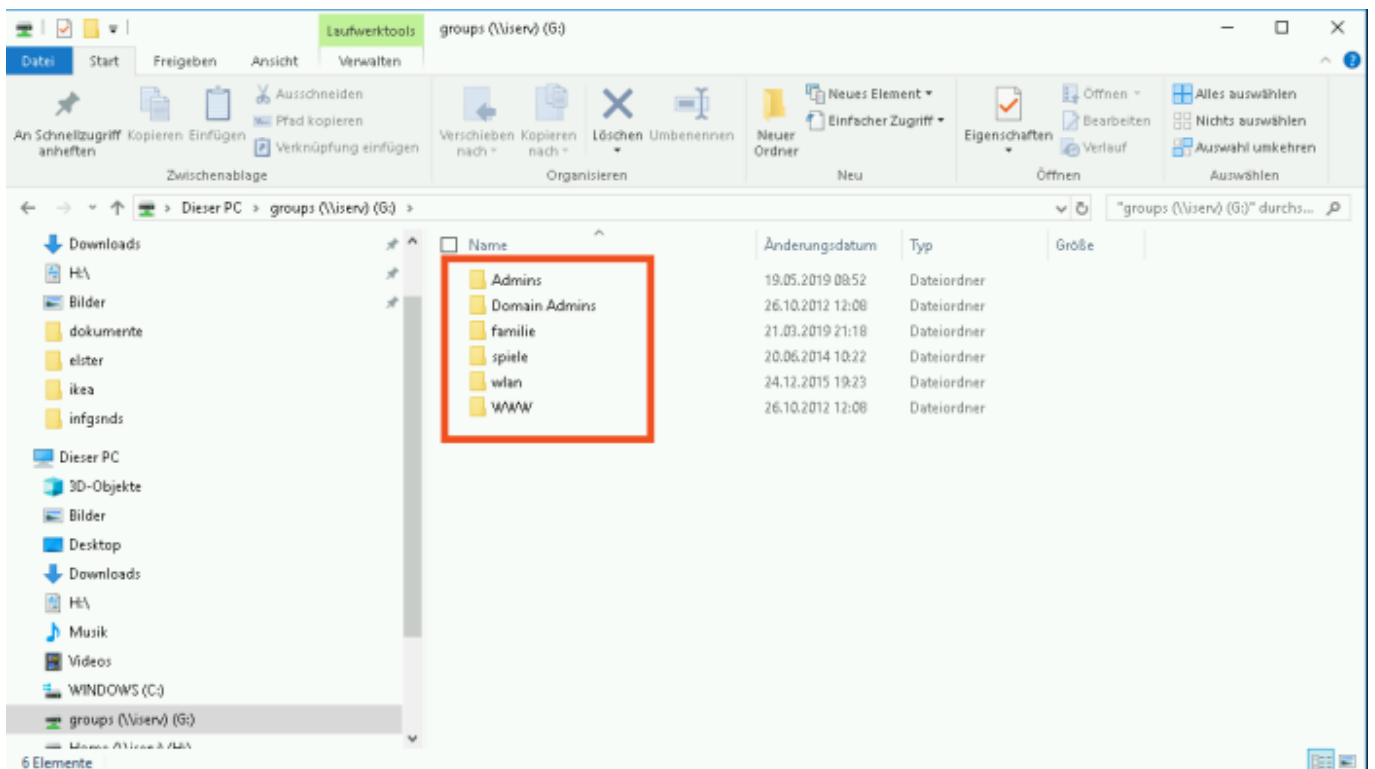 Laufwerktools groups (\\iserv) (G:)
Datei Start Freigeben Ansicht Verwalten
An Schnellzugriff anheften
Kopieren
Einfügen
Ausschneiden
Pfad kopieren
Verknüpfung einfügen
Zwischenablage
Verschieben nach
Kopieren nach
Löschen
Umbenennen
Organisieren
Neuer Ordner
Neues Element
Einfacher Zugriff
Neu
Eigenschaften
Öffnen
Bearbeiten
Verlauf
Öffnen
Alles auswählen
Nichts auswählen
Auswahl umkehren
Auswählen
Dieser PC > groups (\\iserv) (G:) >
"groups (\\iserv) (G:)" durchs...
Downloads
H:\
Bilder
dokumente
elster
ikea
infgsnds
Dieser PC
3D-Objekte
Bilder
Desktop
Downloads
H:\
Musik
Videos
WINDOWS (C:)
groups (\\iserv) (G:)
Name Änderungsdatum Typ Größe
Admins 19.05.2019 08:52 Dateiordner
Domain Admins 26.10.2012 12:08 Dateiordner
familie 21.03.2019 21:18 Dateiordner
spiele 20.06.2014 10:22 Dateiordner
wlan 24.12.2015 19:23 Dateiordner
WWW 26.10.2012 12:08 Dateiordner
6 Elemente